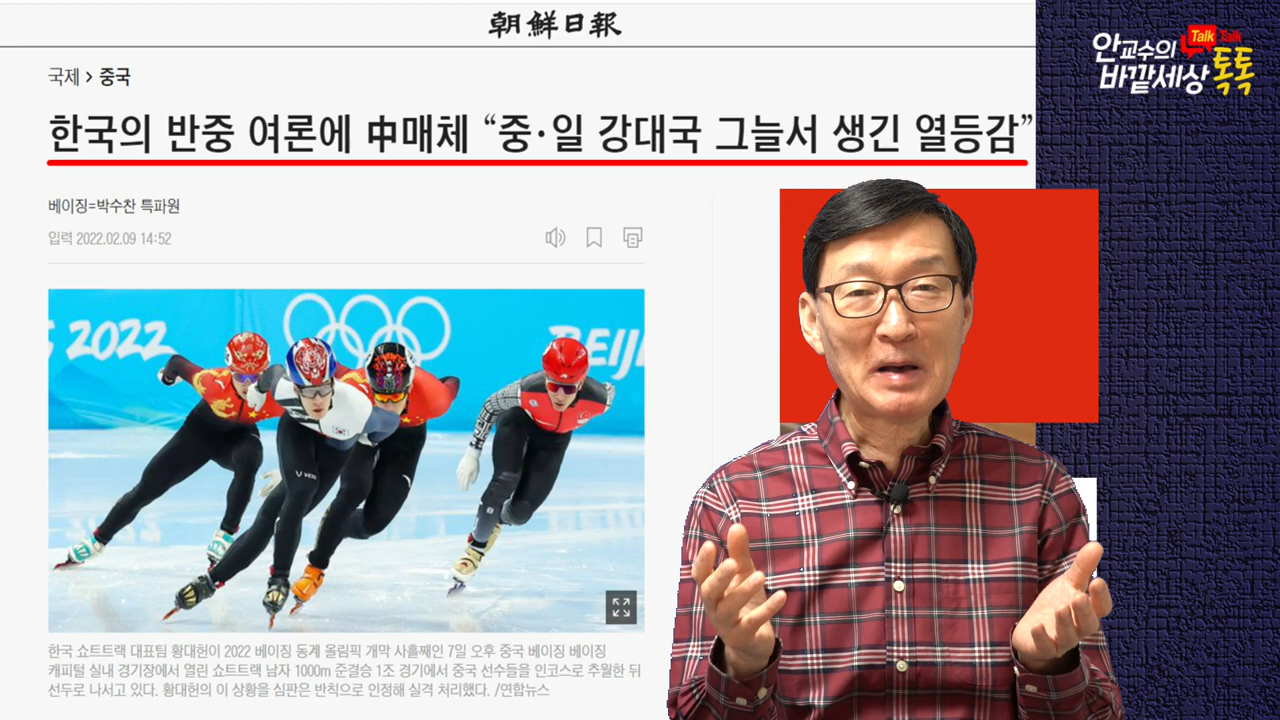 朝鮮日報
안교수의 Talk Talk
바깥세상 톡톡
국제 > 중국
한국의 반중 여론에 中매체 “중·일 강대국 그늘서 생긴 열등감”
베이징=박수찬 특파원
입력 2022.02.09 14:52
2022
BEIJI
한국 쇼트트랙 대표팀 황대헌이 2022 베이징 동계 올림픽 개막 사흘째인 7일 오후 중국 베이징 베이징
캐피털 실내 경기장에서 열린 쇼트트랙 남자 1000m 준결승 1조 경기에서 중국 선수들을 인코스로 추월한 뒤
선두로 나서고 있다. 황대헌의 이 상황을 심판은 반칙으로 인정해 실격 처리했다. /연합뉴스